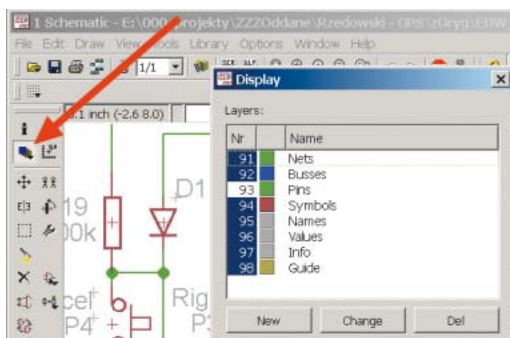 1 Schematic - E:\000 projekty\ZZZOddane\Rzedowski - GPS\zOryg\EDW
File Edit Draw View Tools Library Options Window Help
1/1
0.1 inch (-2.6 8.0)
Display
Layers:
Nr Name
91 Nets
92 Busses
93 Pins
94 Symbols
95 Names
96 Values
97 Info
98 Guide
New Change Del
D1
19
00k
cel
Rig
P4